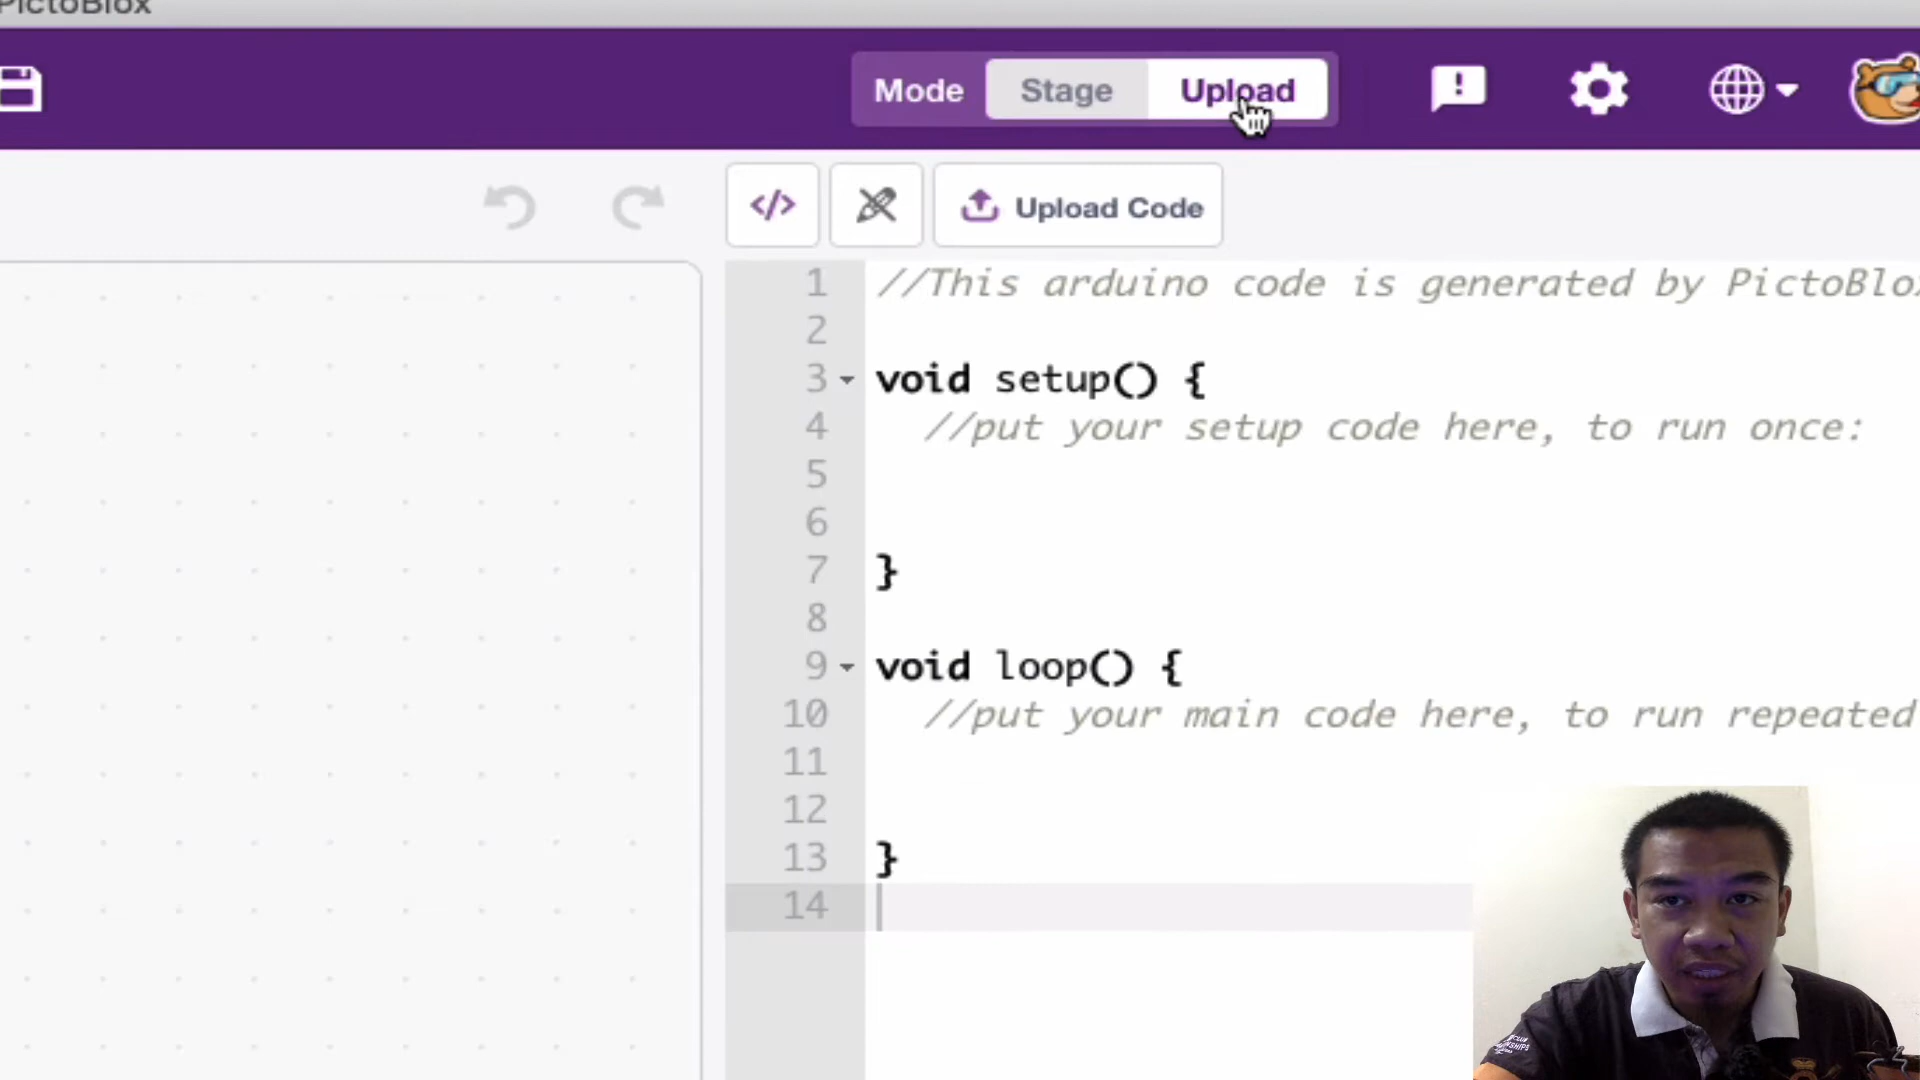 PictoBlox
Mode Stage Upload
</> Upload Code
1 //This arduino code is generated by PictoBlox
2
3 void setup() {
4 //put your setup code here, to run once:
5
6
7 }
8
9 void loop() {
10 //put your main code here, to run repeated
11
12
13 }
14